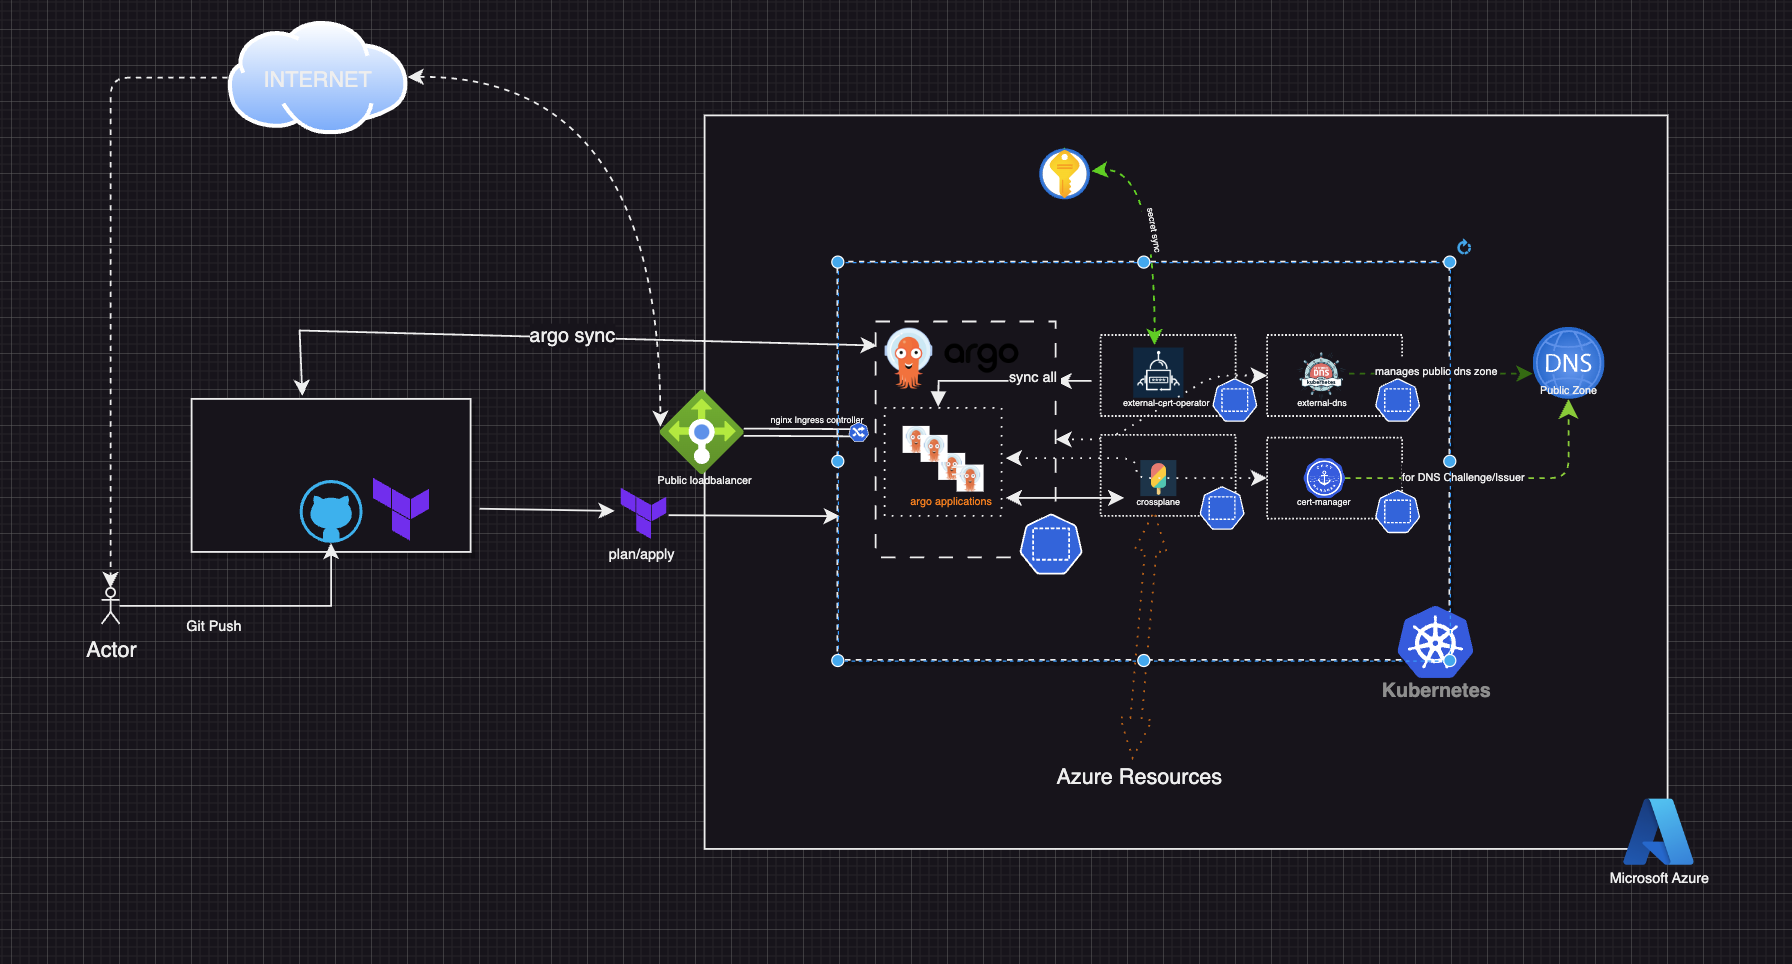 INTERNET
secret sync
argo sync
argo
sync all
external-cert-operator
DNS
kubernetes
external-dns
manages public dns zone
DNS
Public Zone
nginx Ingress controller
Public loadbalancer
argo applications
crossplane
cert-manager
for DNS Challenge/Issuer
plan/apply
Git Push
Actor
Kubernetes
Azure Resources
Microsoft Azure